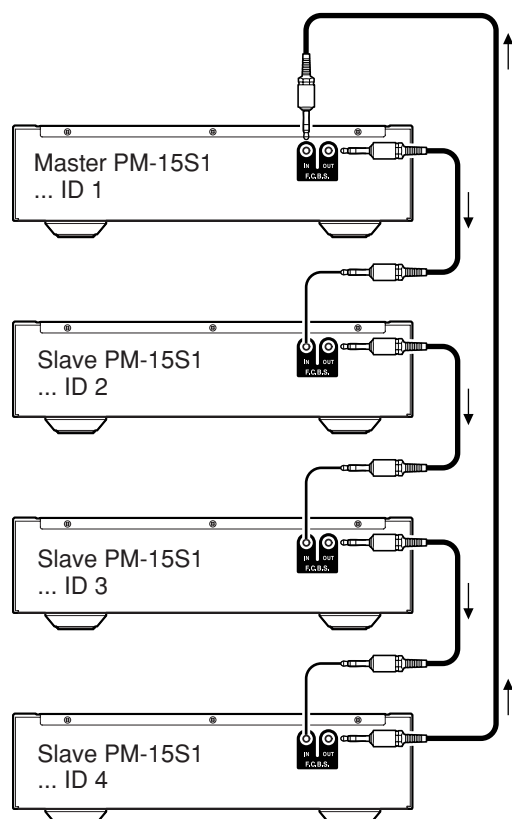 Master PM-15S1
... ID 1
IN OUT
F.C.B.S.
Slave PM-15S1
... ID 2
IN OUT
F.C.B.S.
Slave PM-15S1
... ID 3
IN OUT
F.C.B.S.
Slave PM-15S1
... ID 4
IN OUT
F.C.B.S.